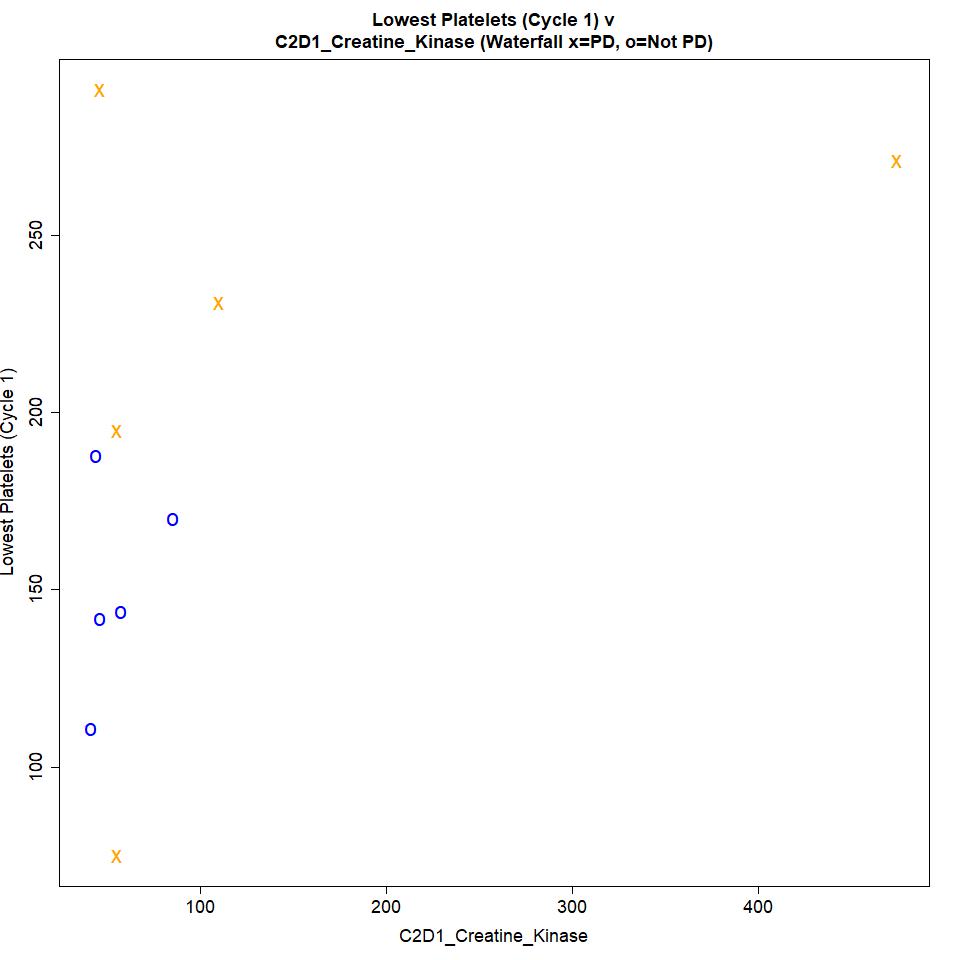 Lowest Platelets (Cycle 1) v
C2D1_Creatine_Kinase (Waterfall x=PD, o=Not PD)
Lowest Platelets (Cycle 1)
250
200
150
100
x
x
x
x
o
o
o
o
o
x
100 200 300 400
C2D1_Creatine_Kinase